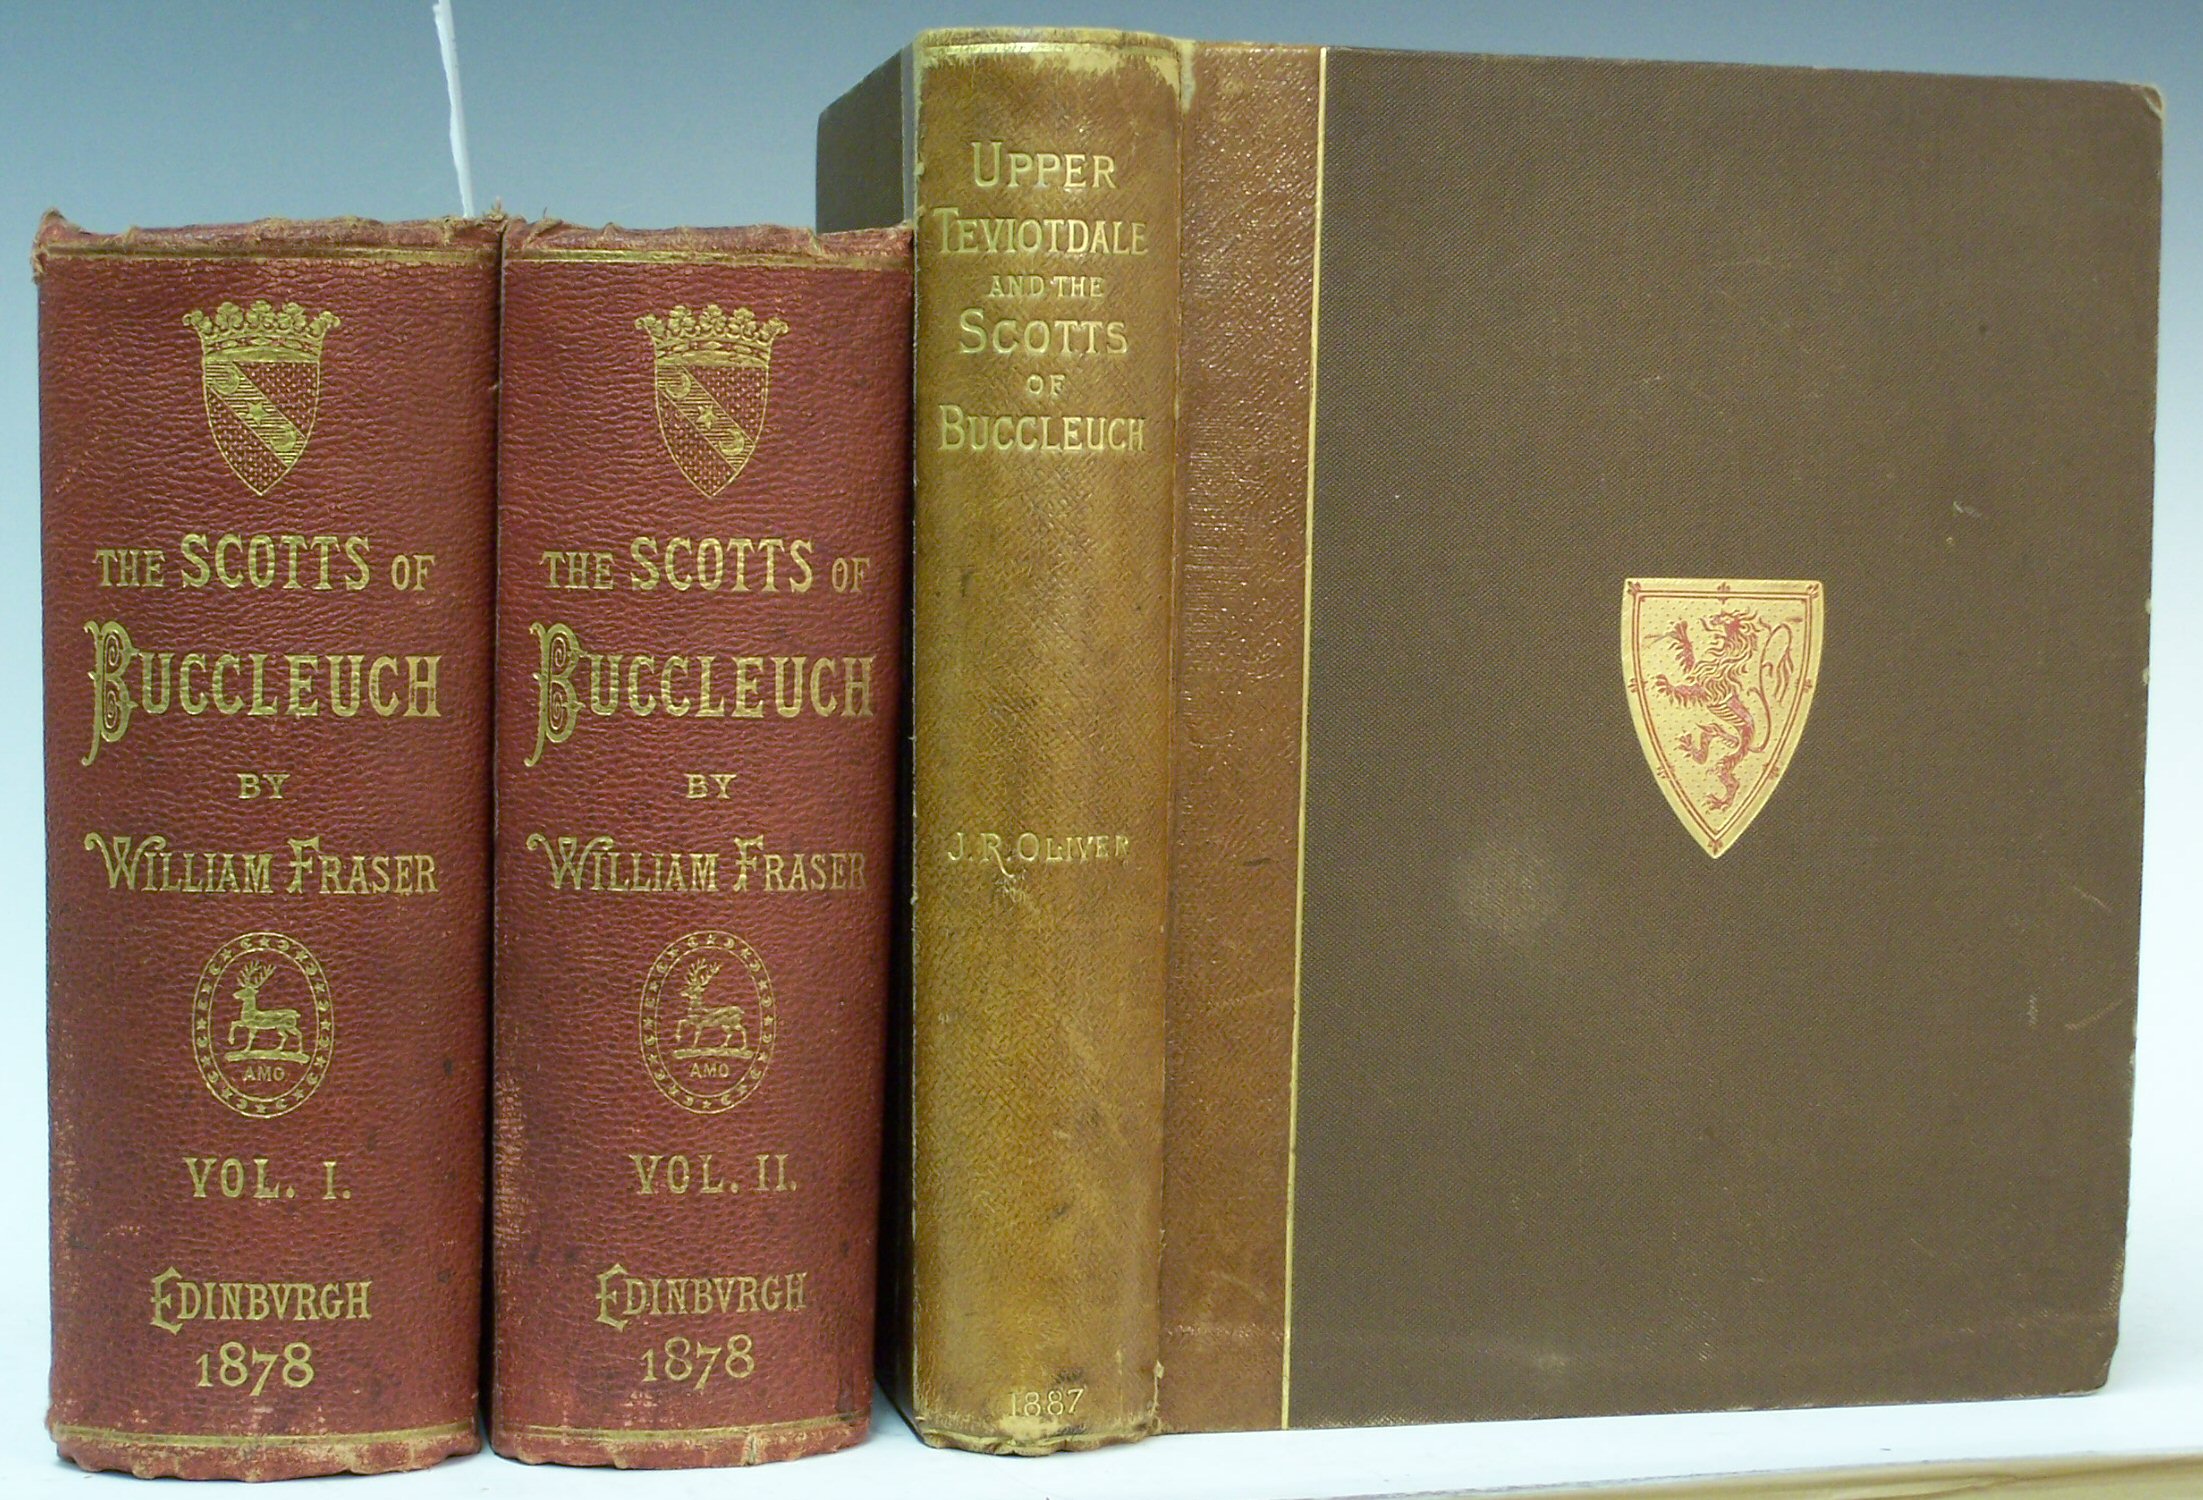 THE SCOTTS OF
BUCCLEUCH
BY
WILLIAM FRASER
AMO
VOL. I.
EDINBVRGH
1878
THE SCOTTS OF
BUCCLEUCH
BY
WILLIAM FRASER
AMO
VOL. II.
EDINBVRGH
1878
UPPER
TEVIOTDALE
AND THE
SCOTTS
OF
BUCCLEUCH
J. R. OLIVER
1887